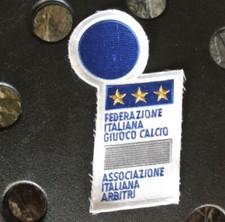 FEDERAZIONE
ITALIANA
GIUOCO CALCIO
ASSOCIAZIONE
ITALIANA
ARBITRI